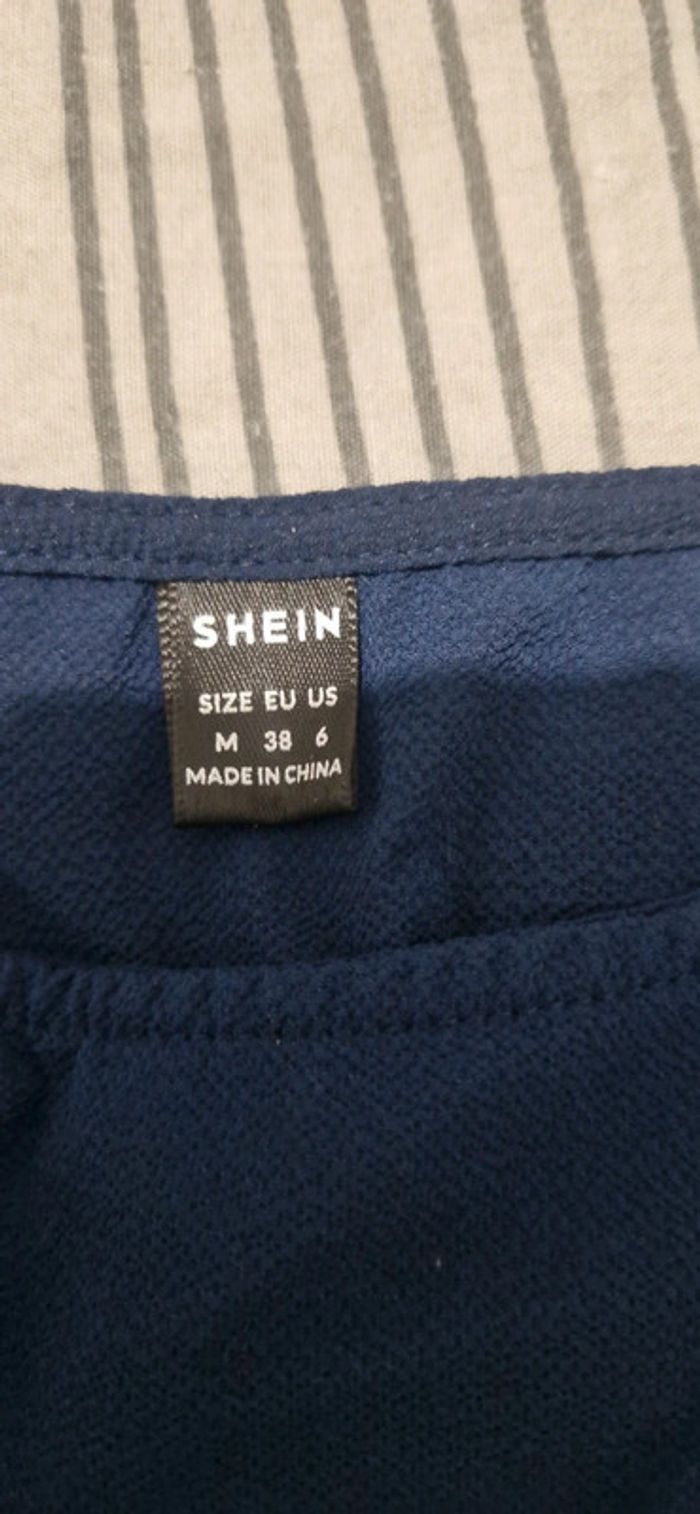 SHEIN
SIZE EU US
M 38 6
MADE IN CHINA